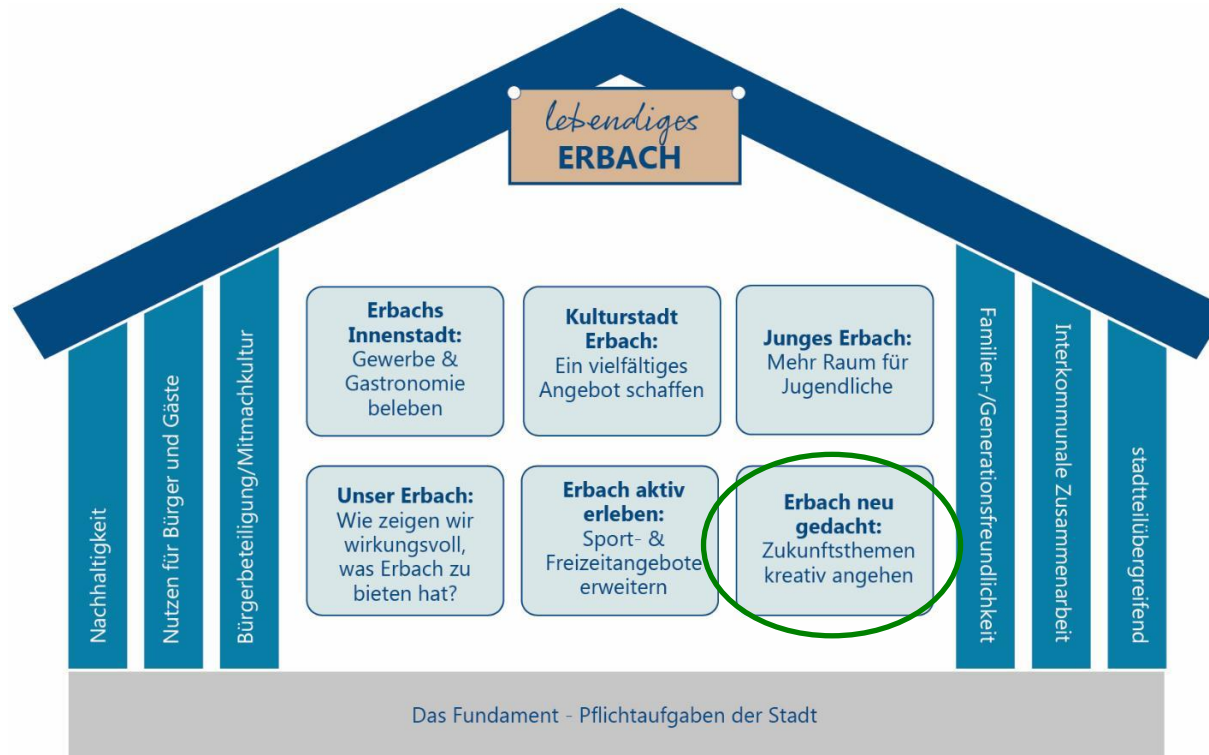 lebendiges
ERBACH
Nachhaltigkeit
Nutzen für Bürger und Gäste
Bürgerbeteiligung/Mitmachkultur
Erbachs
Innenstadt:
Gewerbe &
Gastronomie
beleben
Kulturstadt
Erbach:
Ein vielfältiges
Angebot schaffen
Junges Erbach:
Mehr Raum für
Jugendliche
Unser Erbach:
Wie zeigen wir
wirkungsvoll,
was Erbach zu
bieten hat?
Erbach aktiv
erleben:
Sport- &
Freizeitangebote
erweitern
Erbach neu
gedacht:
Zukunftsthemen
kreativ angehen
Familien-/Generationsfreundlichkeit
Interkommunale Zusammenarbeit
stadtteilübergreifend
Das Fundament - Pflichtaufgaben der Stadt